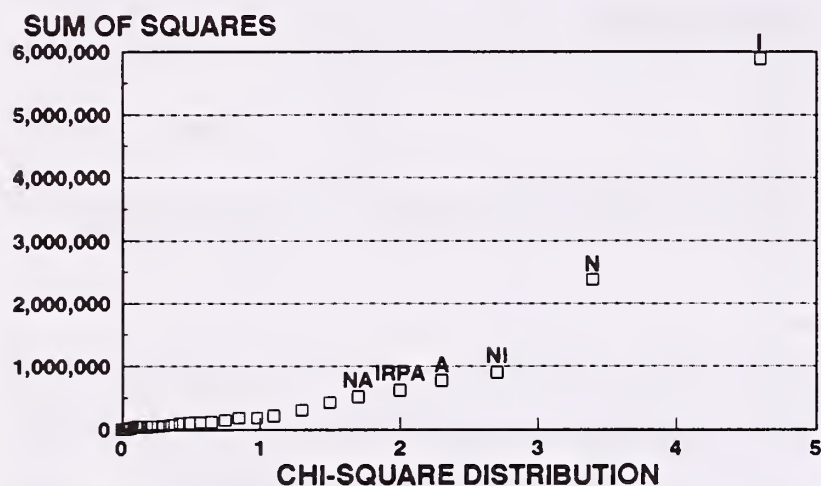 SUM OF SQUARES
6,000,000
5,000,000
4,000,000
3,000,000
2,000,000
1,000,000
0
I
N
NI
A
IRPA
NA
0 1 2 3 4 5
CHI-SQUARE DISTRIBUTION